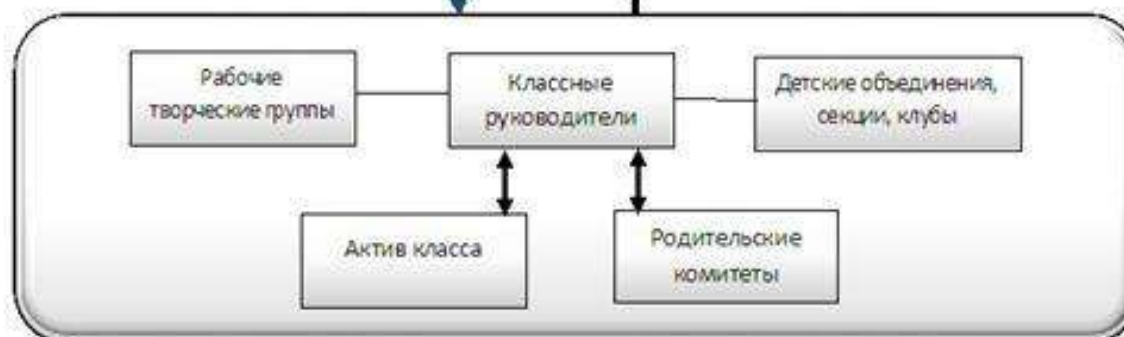 Рабочие
творческие группы
Классные
руководители
Детские объединения,
секции, клубы
Актив класса
Родительские
комитеты